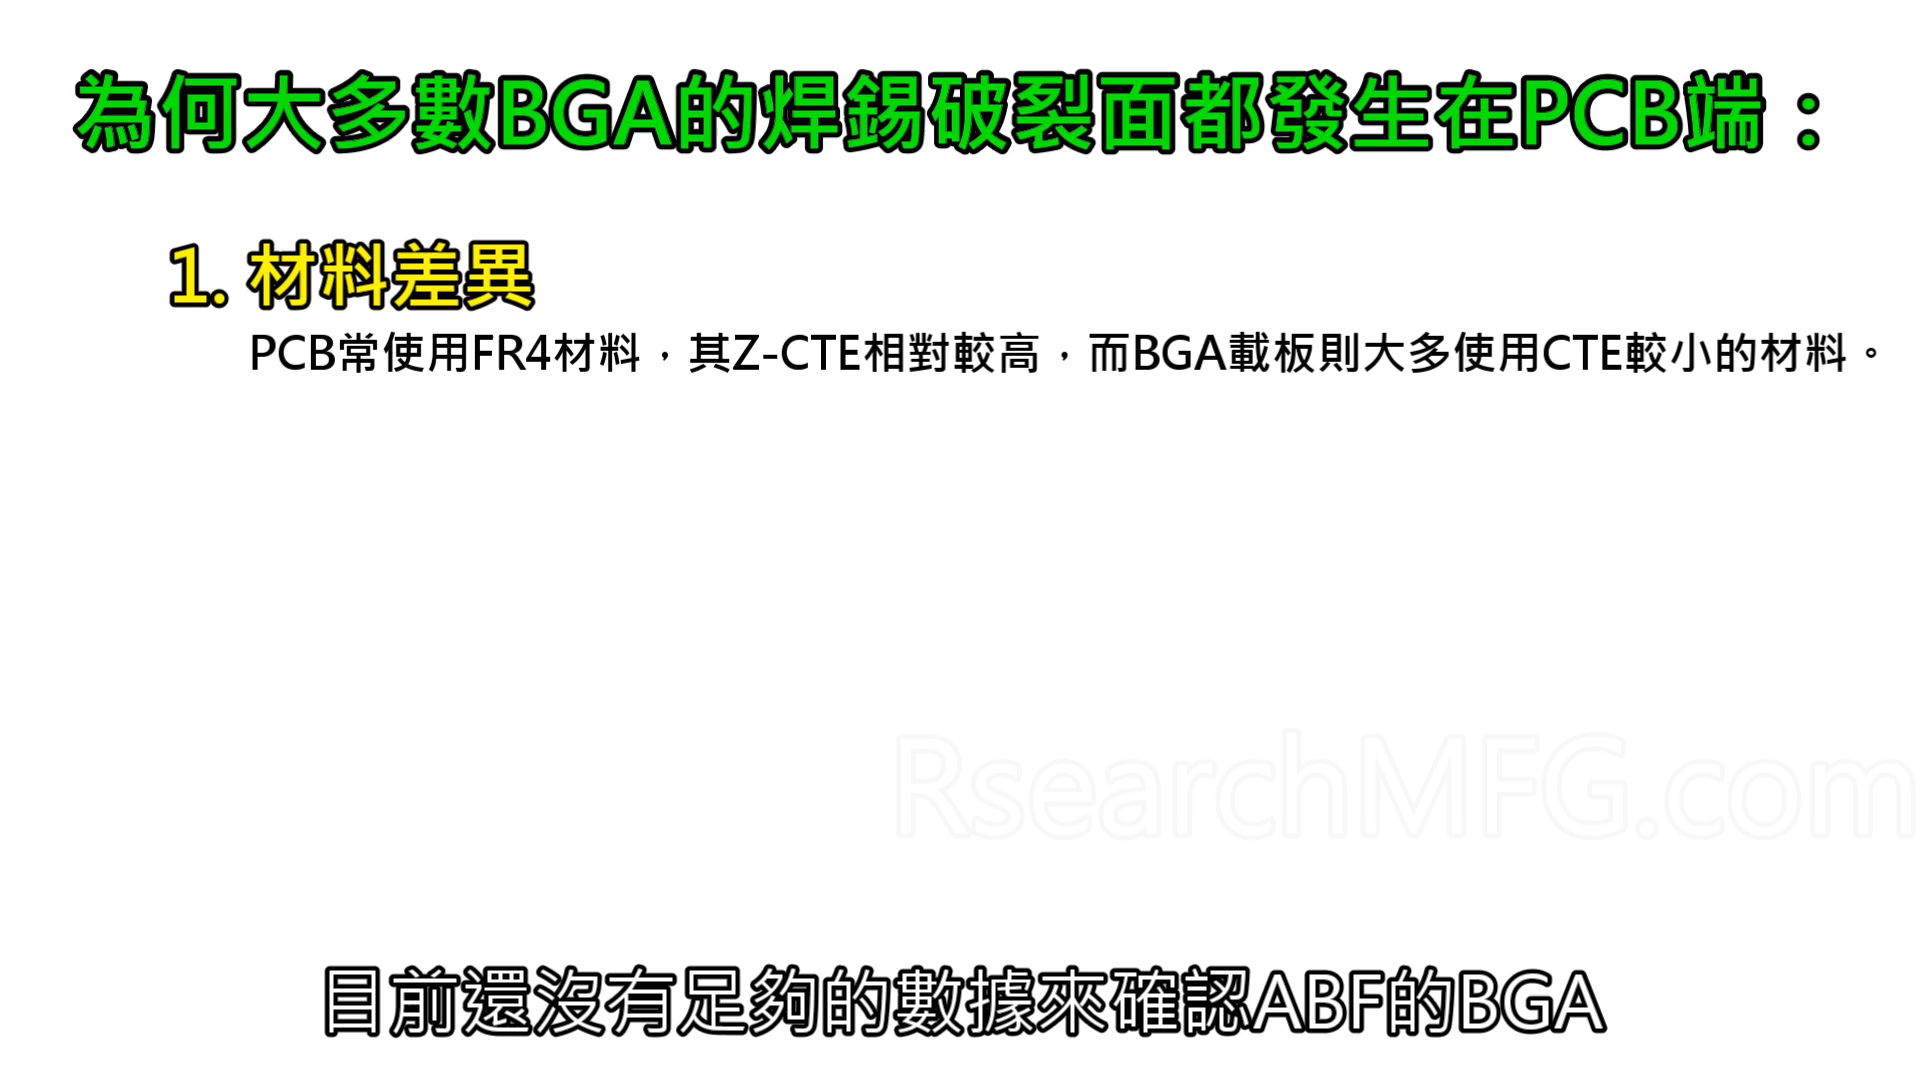 為何大多數BGA的焊錫破裂面都發生在PCB端：
1. 材料差異
PCB常使用FR4材料，其Z-CTE相對較高，而BGA載板則大多使用CTE較小的材料。
RsearchMFG.com
目前還沒有足夠的數據來確認ABF的BGA